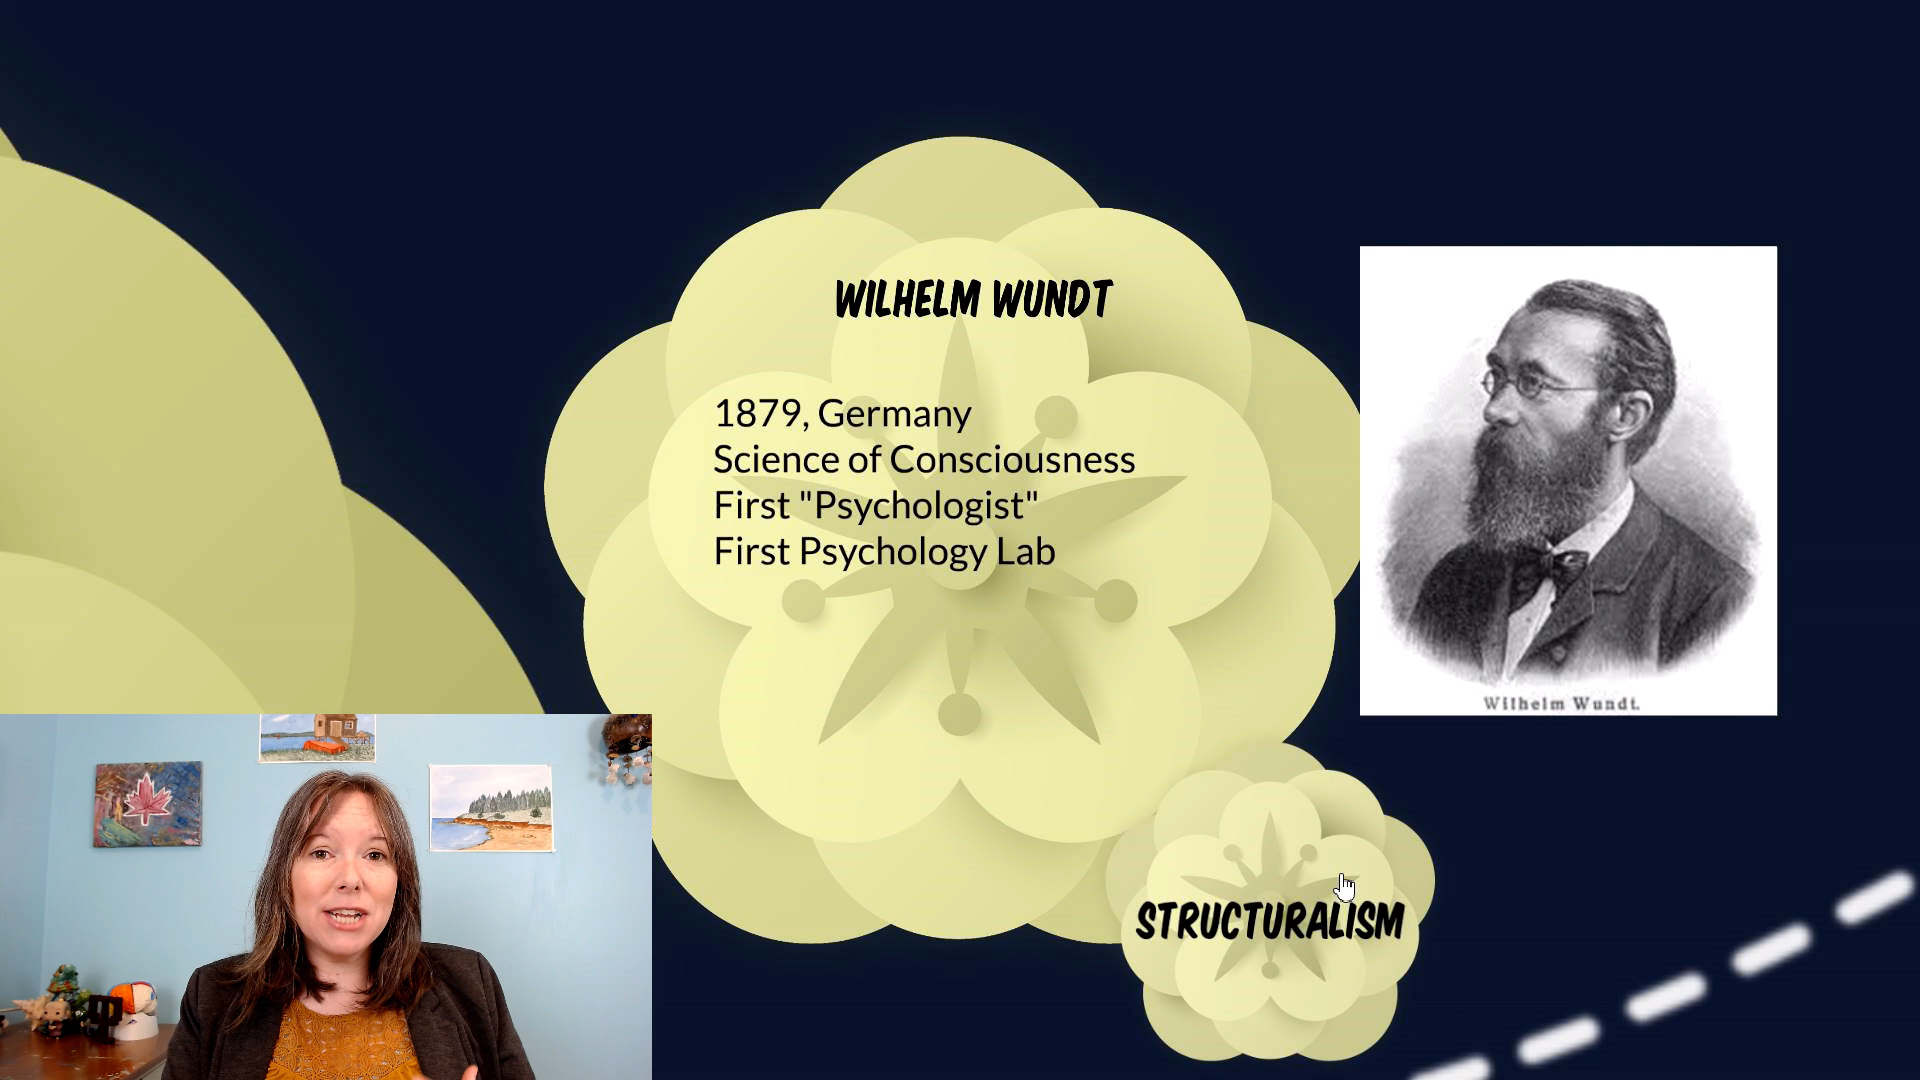 WILHELM WUNDT
1879, Germany
Science of Consciousness
First "Psychologist"
First Psychology Lab
Wilhelm Wundt.
STRUCTURALISM